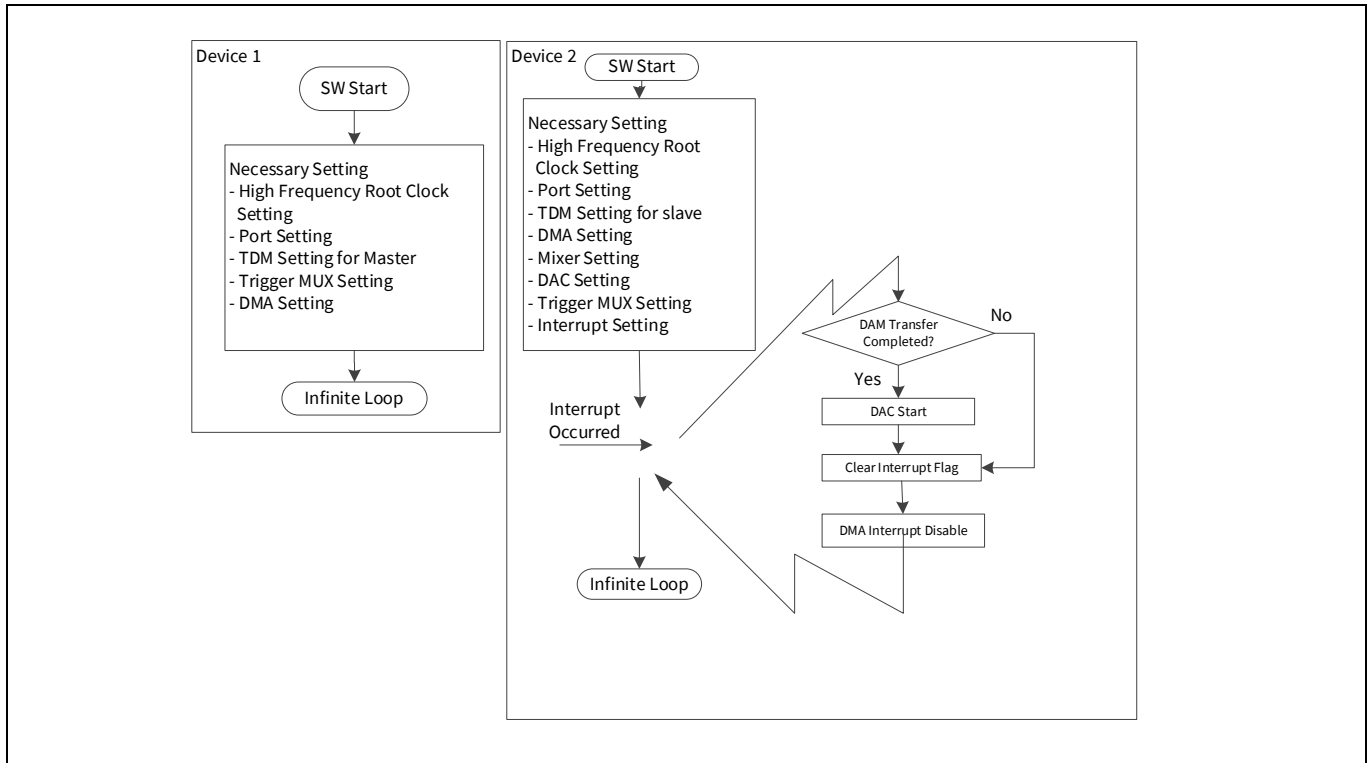 Device 1
SW Start
Necessary Setting
- High Frequency Root Clock
Setting
- Port Setting
- TDM Setting for Master
- Trigger MUX Setting
- DMA Setting
Infinite Loop
Device 2
SW Start
Necessary Setting
- High Frequency Root
Clock Setting
- Port Setting
- TDM Setting for slave
- DMA Setting
- Mixer Setting
- DAC Setting
- Trigger MUX Setting
- Interrupt Setting
Interrupt
Occurred
Infinite Loop
DAM Transfer
Completed?
No
Yes
DAC Start
Clear Interrupt Flag
DMA Interrupt Disable